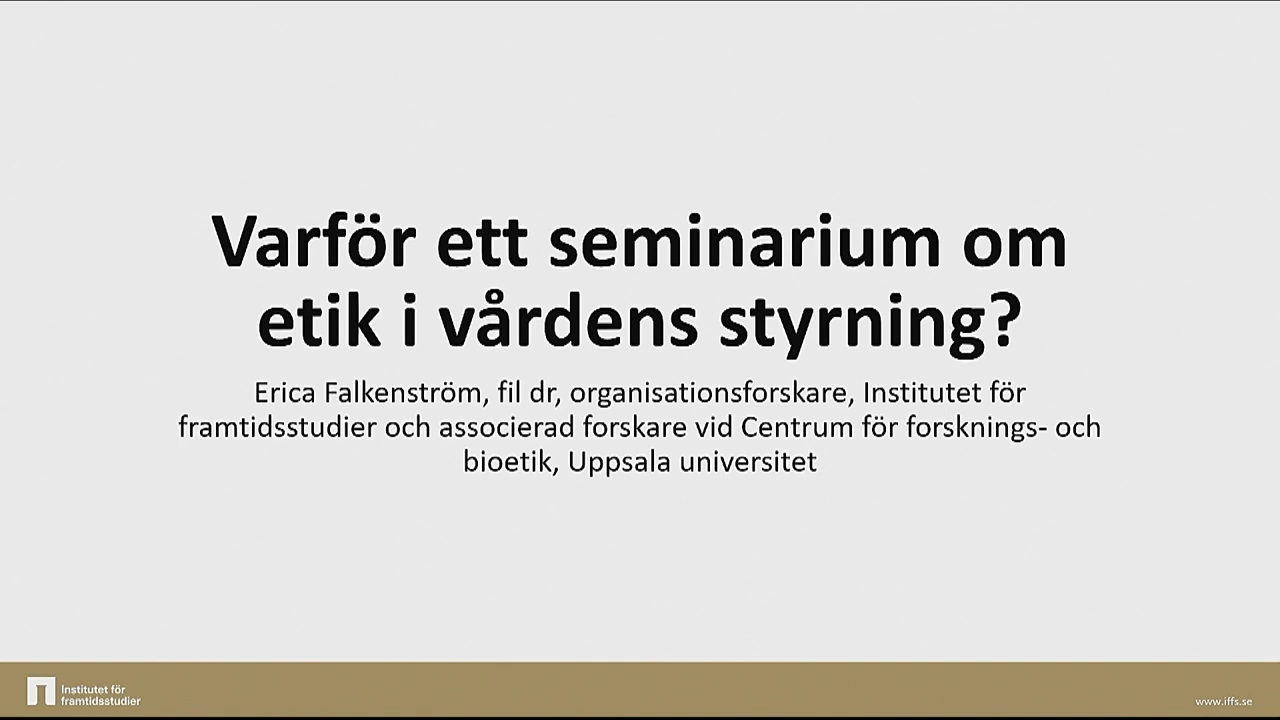 Varför ett seminarium om
etik i vårdens styrning?
Erica Falkenström, fil dr, organisationsforskare, Institutet för
framtidsstudier och associerad forskare vid Centrum för forsknings- och
bioetik, Uppsala universitet
Institutet för
framtidsstudier
www.iffs.se